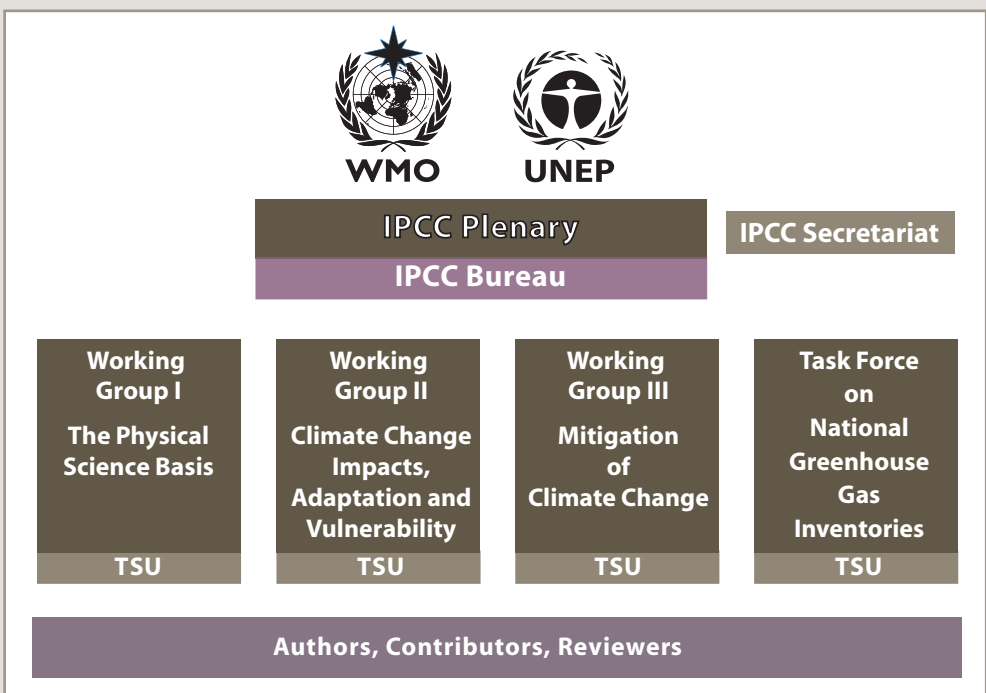 WMO
UNEP
IPCC Plenary
IPCC Secretariat
IPCC Bureau
Working
Group I
The Physical
Science Basis
TSU
Working
Group II
Climate Change
Impacts,
Adaptation and
Vulnerability
TSU
Working
Group III
Mitigation
of
Climate Change
TSU
Task Force
on
National
Greenhouse
Gas
Inventories
TSU
Authors, Contributors, Reviewers